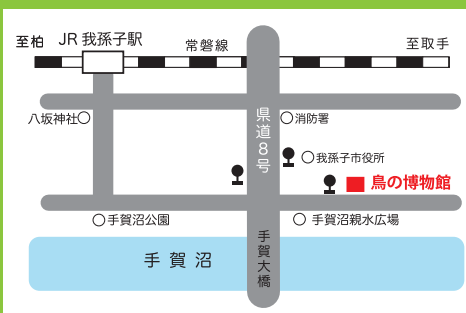 至柏
JR 我孫子駅
常磐線
至取手
八坂神社
県道8号
消防署
我孫子市役所
鳥の博物館
手賀沼公園
手賀沼親水広場
手賀沼
手賀大橋